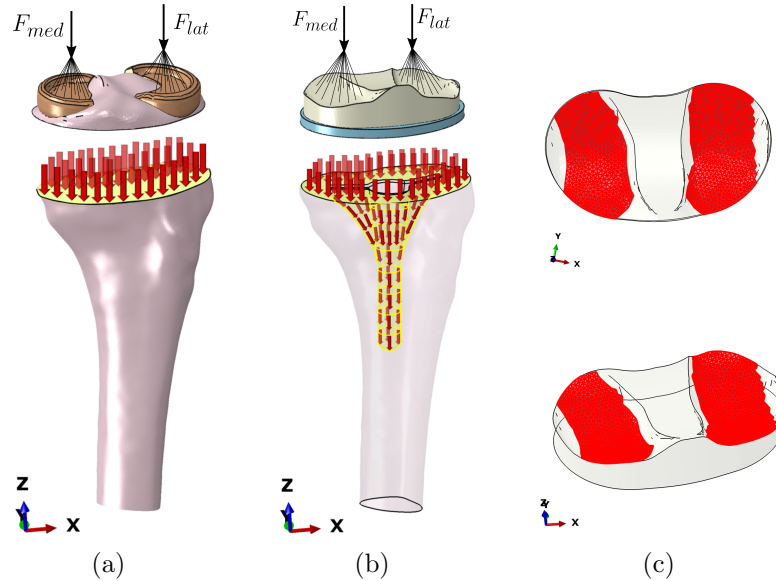 F_med F_lat
F_med F_lat
Y
Z X
Z
Y X
Z
Y X
Z Y
X
(a) (b) (c)